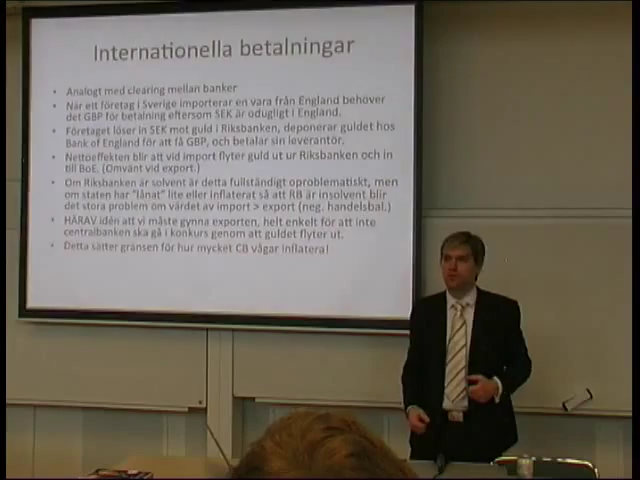 Internationella betalningar
• Analogt med clearing mellan banker
• När ett företag i Sverige importerar en vara från England behöver
det GBP för betalning eftersom SEK är odugligt i England.
• Företaget löser in SEK mot guld i Riksbanken, deponerar guldet hos
Bank of England för att få GBP, och betalar sin leverantör.
• Nettoeffekten blir att vid import flyter guld ut ur Riksbanken och in
till BoE. (Omvänt vid export.)
• Om Riksbanken är solvent är detta fullständigt oproblematiskt, men
om staten har "lånat" lite eller inflaterat så att RB är insolvent blir
det stora problem om värdet av import > export (neg. handelsbal.)
• HÄRAV idén att vi måste gynna exporten, helt enkelt för att inte
centralbanken ska gå i konkurs genom att guldet flyter ut.
• Detta sätter gränsen för hur mycket CB vågar inflatera!